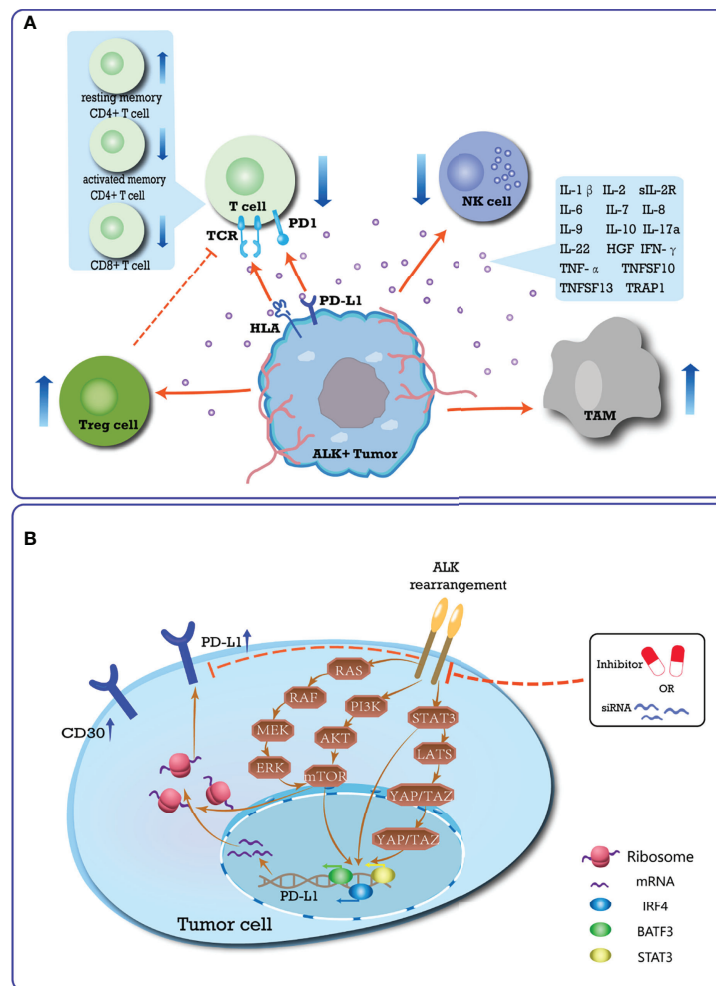 A
resting memory
CD4+ T cell
activated memory
CD4+ T cell
CD8+ T cell
T cell
TCR
PD1
NK cell
IL-1 β IL-2 sIL-2R
IL-6 IL-7 IL-8
IL-9 IL-10 IL-17a
IL-22 HGF IFN- γ
TNF- α TNFSF10
TNFSF13 TRAP1
HLA
PD-L1
Treg cell
ALK+ Tumor
TAM
B
ALK
rearrangement
PD-L1
CD30
RAS
RAF
MEK
ERK
PI3K
AKT
mTOR
STAT3
LATS
YAP/TAZ
YAP/TAZ
PD-L1
Tumor cell
Inhibitor
OR
siRNA
Ribosome
mRNA
IRF4
BATF3
STAT3